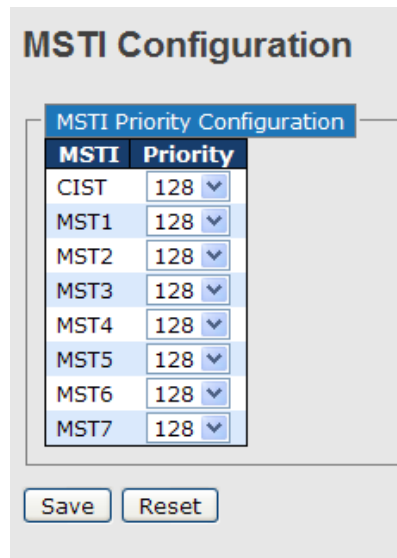 MSTI Configuration
MSTI Priority Configuration
MSTI Priority
CIST 128
MST1 128
MST2 128
MST3 128
MST4 128
MST5 128
MST6 128
MST7 128
Save Reset